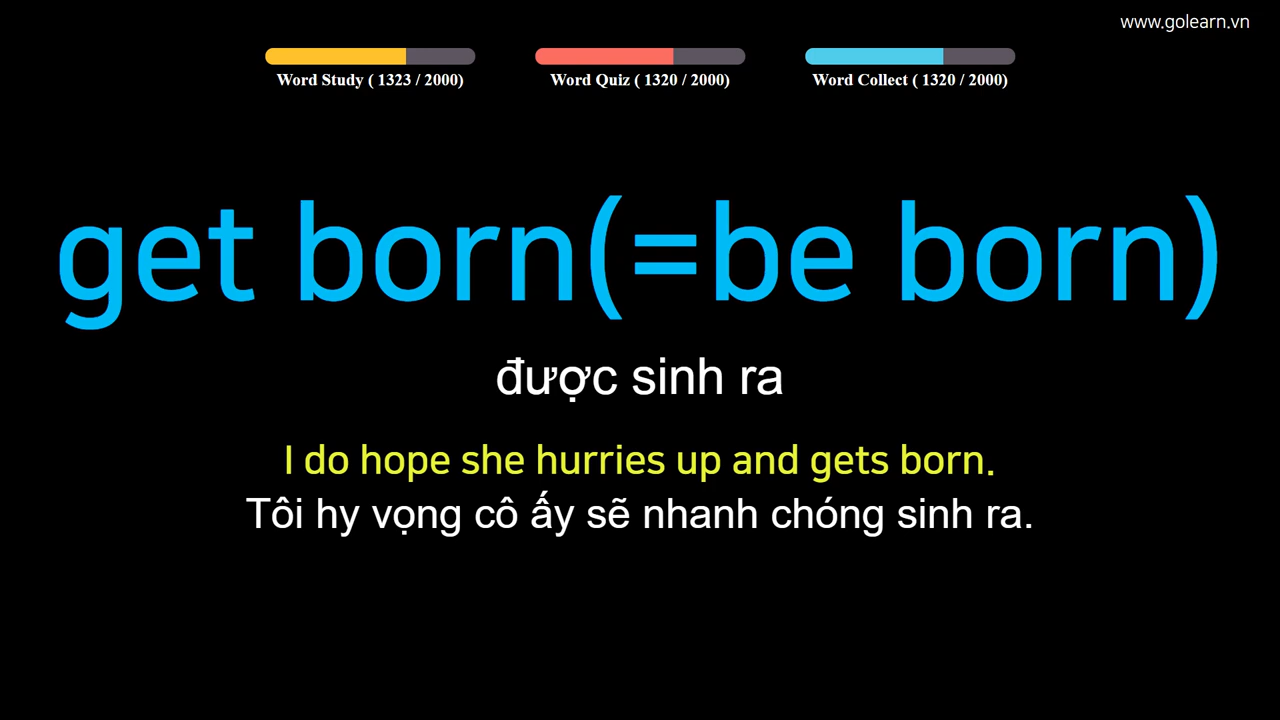 www.golearn.vn
Word Study ( 1323 / 2000)
Word Quiz ( 1320 / 2000)
Word Collect ( 1320 / 2000)
get born(=be born)
được sinh ra
I do hope she hurries up and gets born.
Tôi hy vọng cô ấy sẽ nhanh chóng sinh ra.